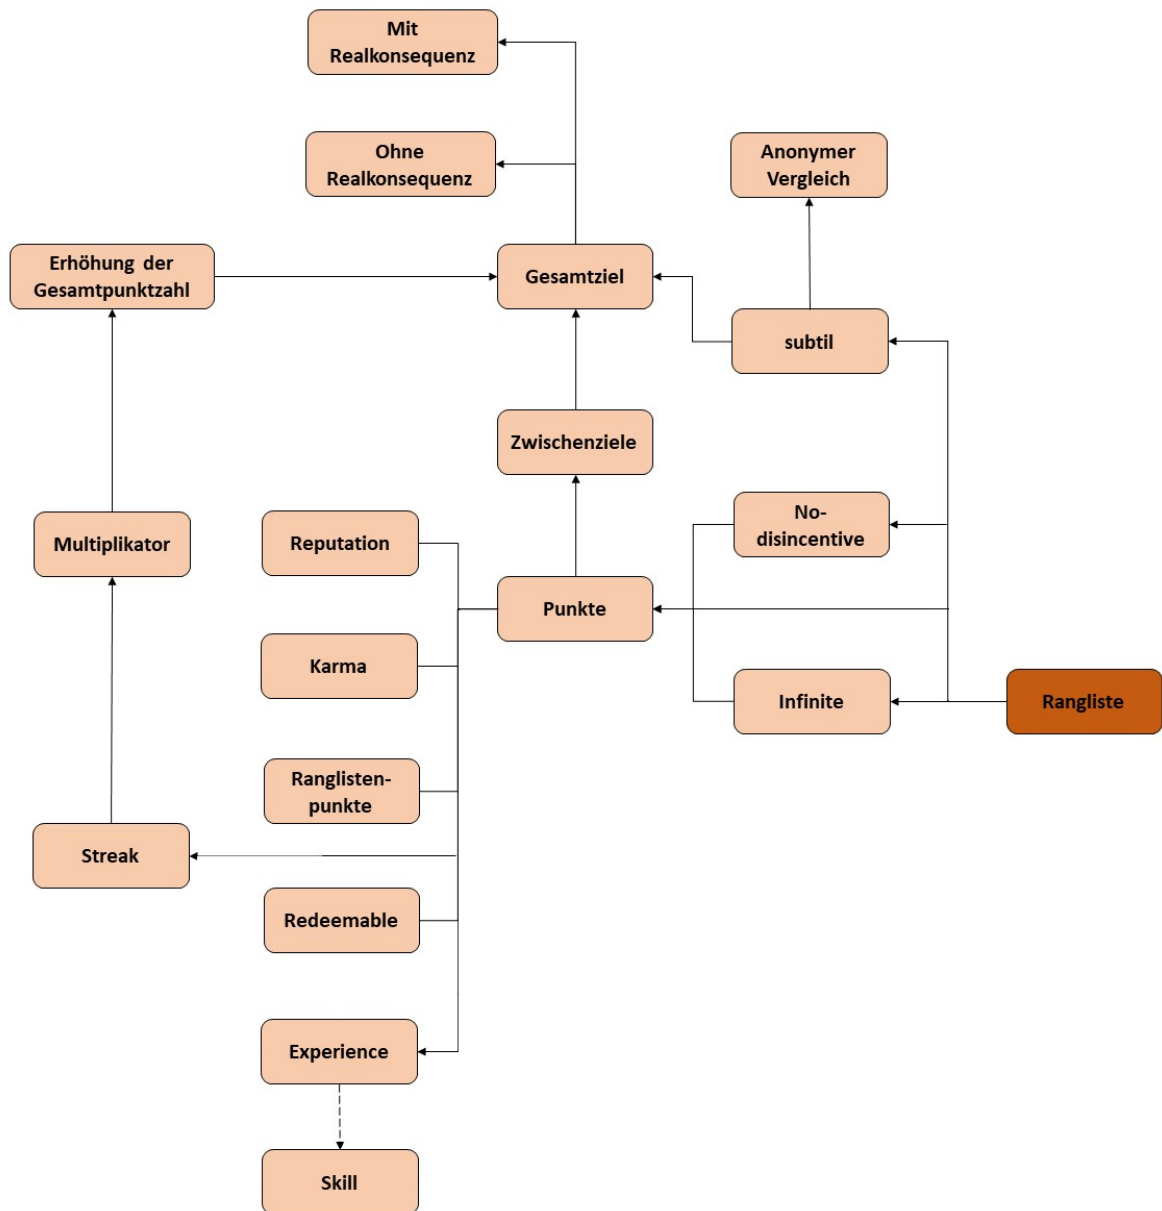 Mit
Realkonsequenz
Ohne
Realkonsequenz
Anonymer
Vergleich
Erhöhung der
Gesamtpunktzahl
Gesamtziel
subtil
Zwischenziele
No-
disincentive
Multiplikator
Reputation
Punkte
Karma
Infinite
Rangliste
Ranglisten-
punkte
Streak
Redeemable
Experience
Skill